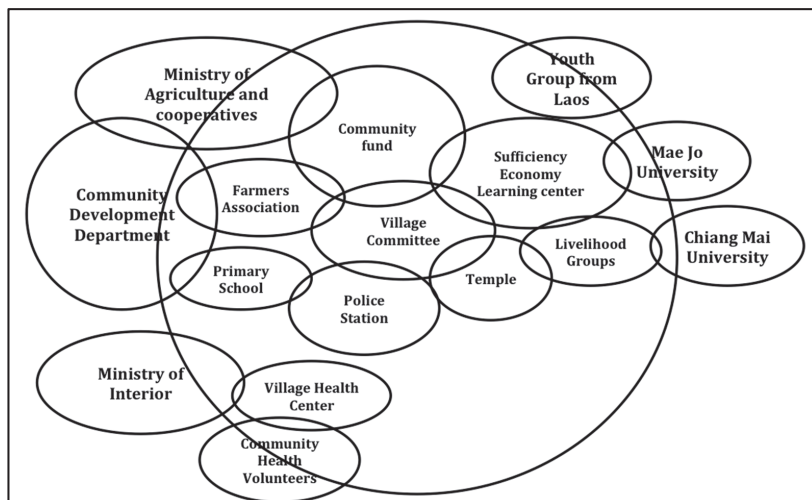 Ministry of
Agriculture and
cooperatives
Youth
Group from
Laos
Community
fund
Sufficiency
Economy
Learning center
Mae Jo
University
Community
Development
Department
Farmers
Association
Village
Committee
Livelihood
Groups
Chiang Mai
University
Primary
School
Police
Station
Temple
Ministry of
Interior
Village Health
Center
Community
Health
Volunteers